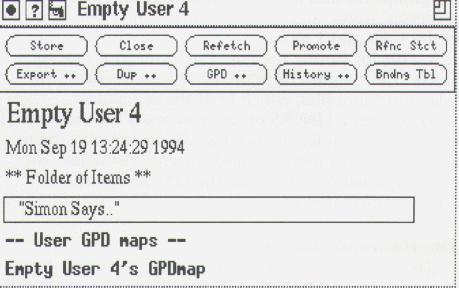 ? Empty User 4
Store Close Refetch Promote Rfnc Stct
Export ↔ Dup ↔ GPD ↔ History ↔ Bndng Tbl
Empty User 4
Mon Sep 19 13:24:29 1994
** Folder of Items **
"Simon Says.."
-- User GPD maps --
Empty User 4's GPDmap